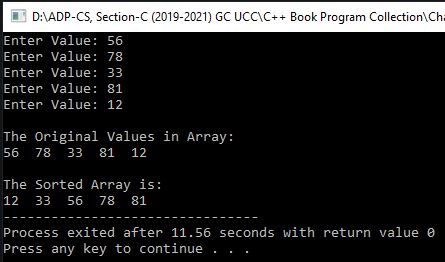 D:\ADP-CS, Section-C (2019-2021) GC UCC\C++ Book Program Collection\Cha
Enter Value: 56
Enter Value: 78
Enter Value: 33
Enter Value: 81
Enter Value: 12
The Original Values in Array:
56  78  33  81  12
The Sorted Array is:
12  33  56  78  81
--------------------------------
Process exited after 11.56 seconds with return value 0
Press any key to continue . . .